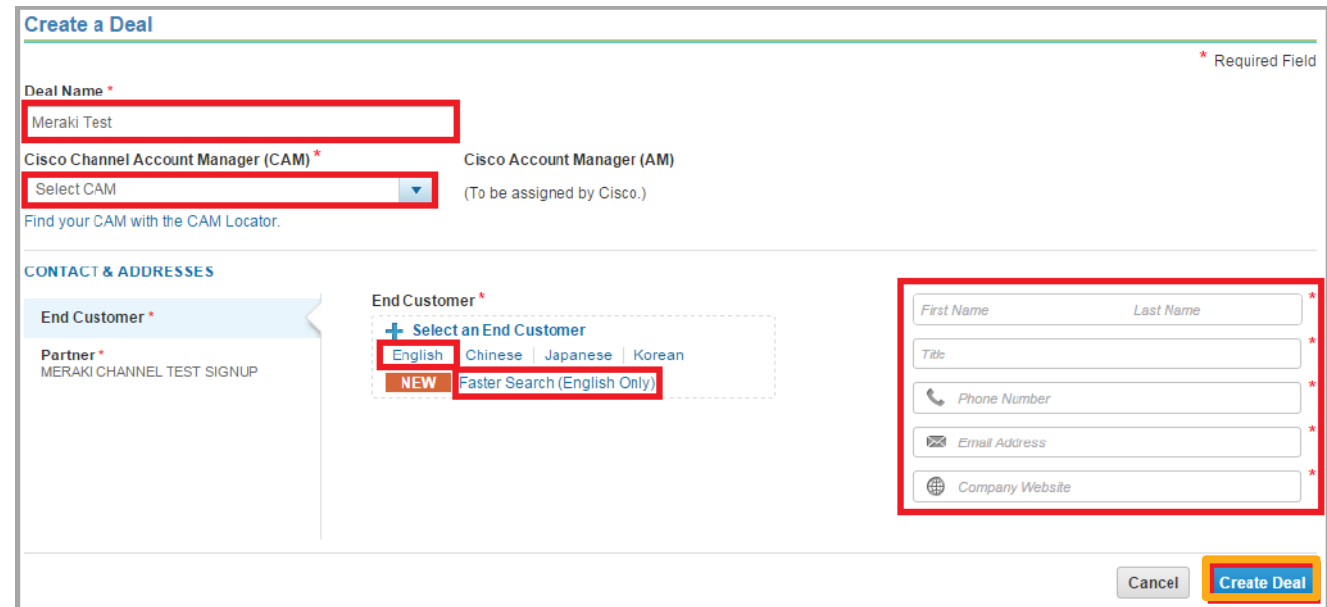 Create a Deal
* Required Field
Deal Name *
Meraki Test
Cisco Channel Account Manager (CAM) *
Cisco Account Manager (AM)
Select CAM
(To be assigned by Cisco.)
Find your CAM with the CAM Locator.
CONTACT & ADDRESSES
End Customer *
Partner *
MERAKI CHANNEL TEST SIGNUP
End Customer *
Select an End Customer
English | Chinese | Japanese | Korean
NEW Faster Search (English Only)
First Name Last Name *
Title *
Phone Number *
Email Address *
Company Website *
Cancel Create Deal